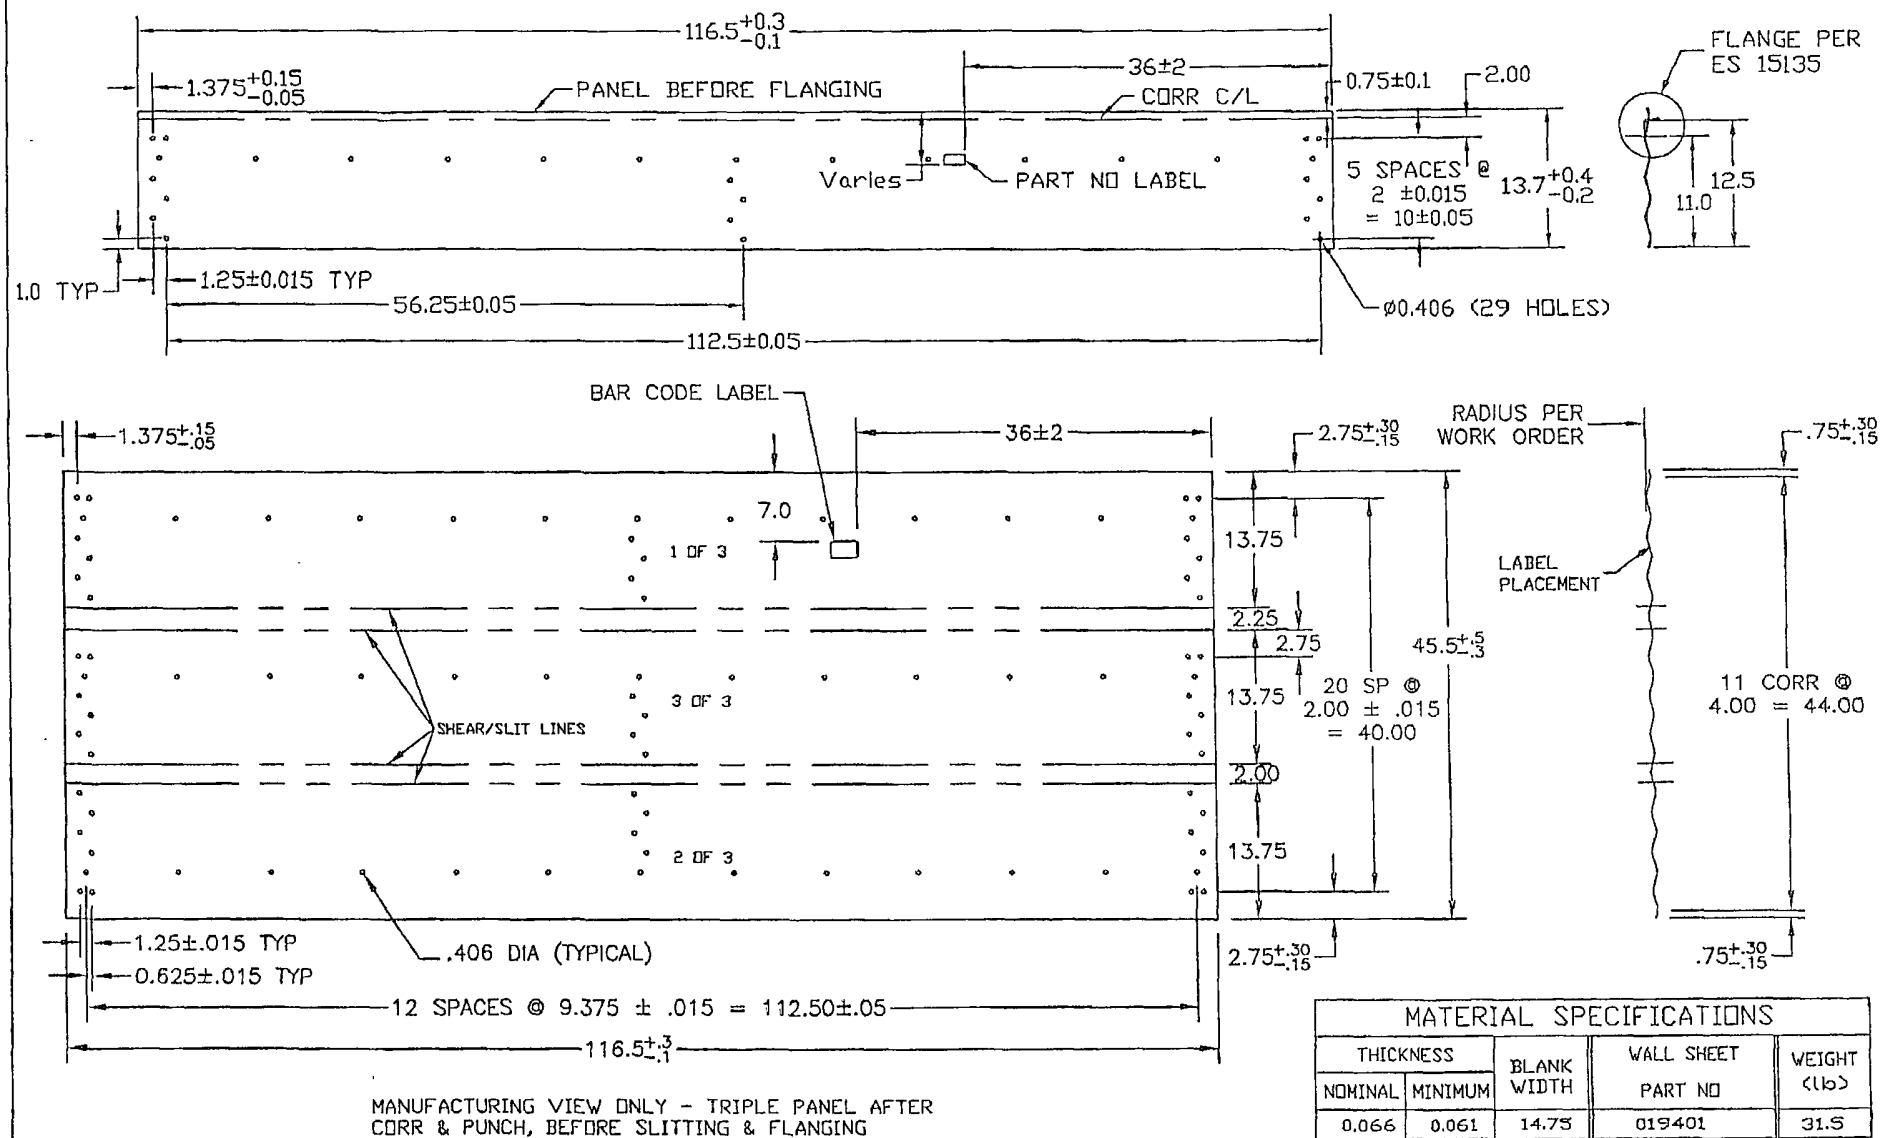 116.5 +0.3 -0.1
36±2
FLANGE PER
ES 15135
1.375 +0.15 -0.05
PANEL BEFORE FLANGING
CORR C/L
0.75±0.1
2.00
Varies
PART NO LABEL
5 SPACES @
2 ±0.015
= 10±0.05
13.7 +0.4 -0.2
11.0
12.5
1.0 TYP
1.25±0.015 TYP
56.25±0.05
ø0.406 (29 HOLES)
112.5±0.05
BAR CODE LABEL
1.375 +.15 -.05
36±2
2.75 +.30 -.15
RADIUS PER
WORK ORDER
.75 +.30 -.15
7.0
1 OF 3
13.75
LABEL
PLACEMENT
2.25
2.75
45.5 +.5 -.3
3 OF 3
13.75
20 SP @
2.00 ± .015
= 40.00
11 CORR @
4.00 = 44.00
SHEAR/SLIT LINES
2.00
2 OF 3
13.75
1.25±.015 TYP
.406 DIA (TYPICAL)
2.75 +.30 -.15
.75 +.30 -.15
0.625±.015 TYP
12 SPACES @ 9.375 ± .015 = 112.50±.05
116.5 +.3 -.1
MATERIAL SPECIFICATIONS
THICKNESS
BLANK
WIDTH
WALL SHEET
PART NO
WEIGHT
(lb)
NOMINAL
MINIMUM
0.066 0.061 14.75 019401 31.5
MANUFACTURING VIEW ONLY - TRIPLE PANEL AFTER
CORR & PUNCH, BEFORE SLITTING & FLANGING